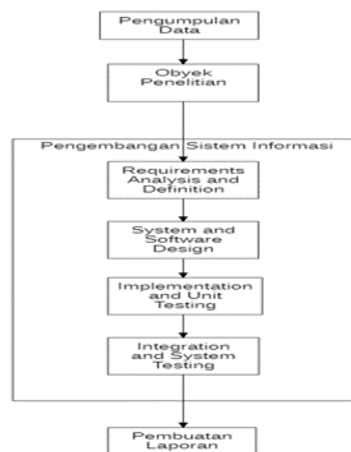 Pengumpulan
Data
Obyek
Penelitian
Pengembangan Sistem Informasi
Requirements
Analysis and
Definition
System and
Software
Design
Implementation
and Unit
Testing
Integration
and System
Testing
Pembuatan
Laporan